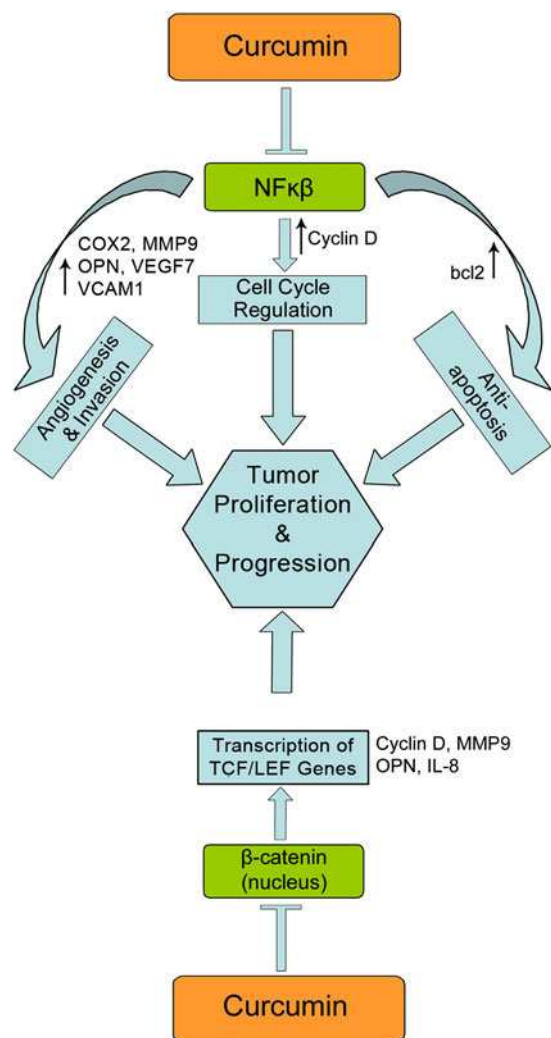 Curcumin
NFκβ
COX2, MMP9
OPN, VEGF7
VCAM1
Cyclin D
bcl2
Cell Cycle
Regulation
Angiogenesis
& Invasion
Anti-
apoptosis
Tumor
Proliferation
&
Progression
Transcription of
TCF/LEF Genes
Cyclin D, MMP9
OPN, IL-8
β-catenin
(nucleus)
Curcumin